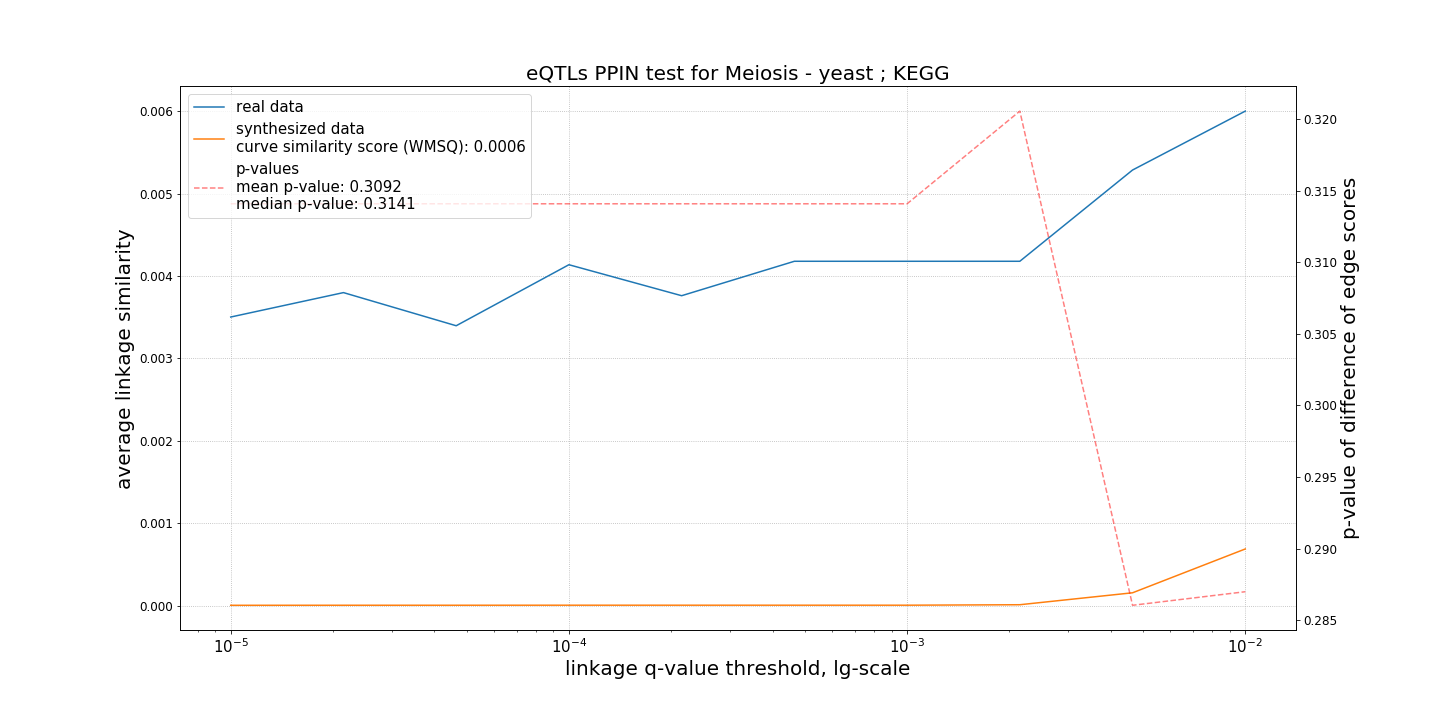 eQTLs PPIN test for Meiosis - yeast ; KEGG
real data
synthesized data
curve similarity score (WMSQ): 0.0006
p-values
mean p-value: 0.3092
median p-value: 0.3141
average linkage similarity
0.006
0.005
0.004
0.003
0.002
0.001
0.000
0.320
0.315
0.310
0.305
0.300
0.295
0.290
0.285
p-value of difference of edge scores
10⁻⁵ 10⁻⁴ 10⁻³ 10⁻²
linkage q-value threshold, lg-scale